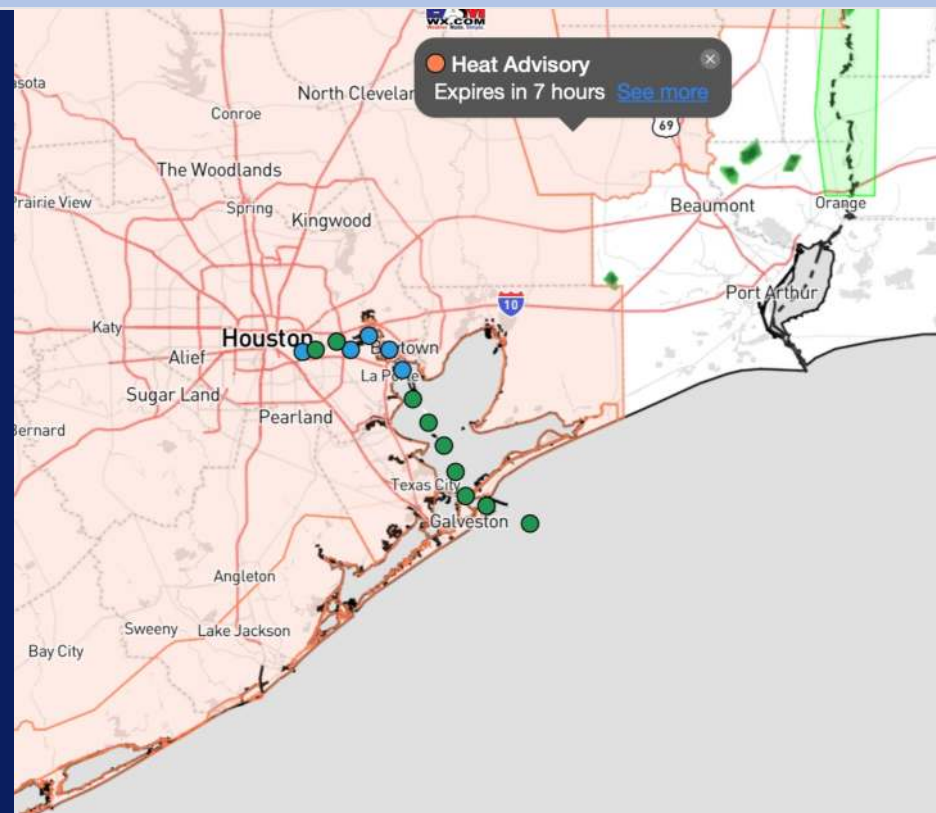 WX.COM
Heat Advisory
Expires in 7 hours See more
North Clevelan
Conroe
69
The Woodlands
Prairie View
Spring
Kingwood
Beaumont
Orange
Port Arthur
10
Katy
Houston
Baytown
Alief
La Porte
Sugar Land
Pearland
Bernard
Texas City
Galveston
Angleton
Sweeny
Lake Jackson
Bay City